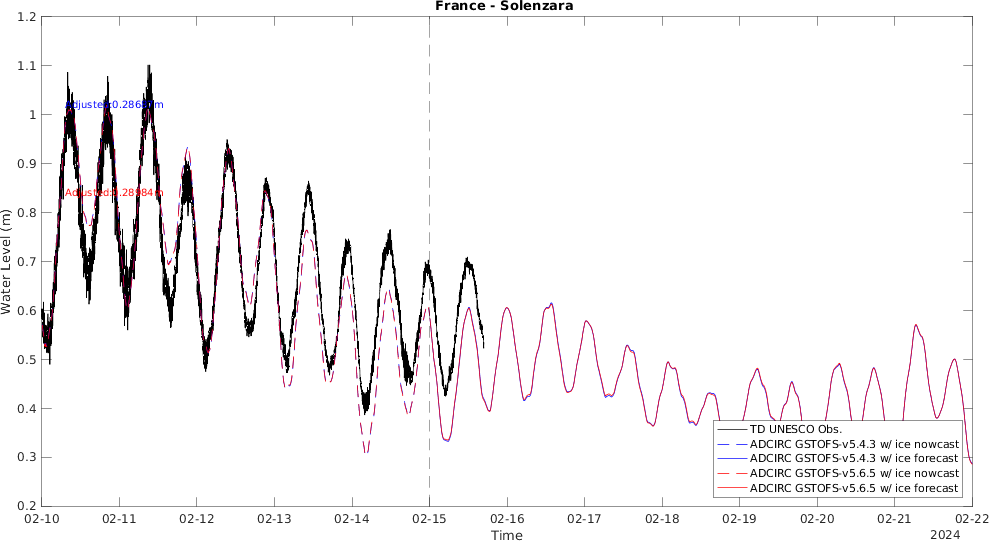 France - Solenzara
Water Level (m)
1.2
1.1
1
0.9
0.8
0.7
0.6
0.5
0.4
0.3
0.2
m
Adjusted:0.28984m
TD UNESCO Obs.
ADCIRC GSTOFS-v5.4.3 w/ ice nowcast
ADCIRC GSTOFS-v5.4.3 w/ ice forecast
ADCIRC GSTOFS-v5.6.5 w/ ice nowcast
ADCIRC GSTOFS-v5.6.5 w/ ice forecast
02-10 02-11 02-12 02-13 02-14 02-15 02-16 02-17 02-18 02-19 02-20 02-21 02-22
Time
2024